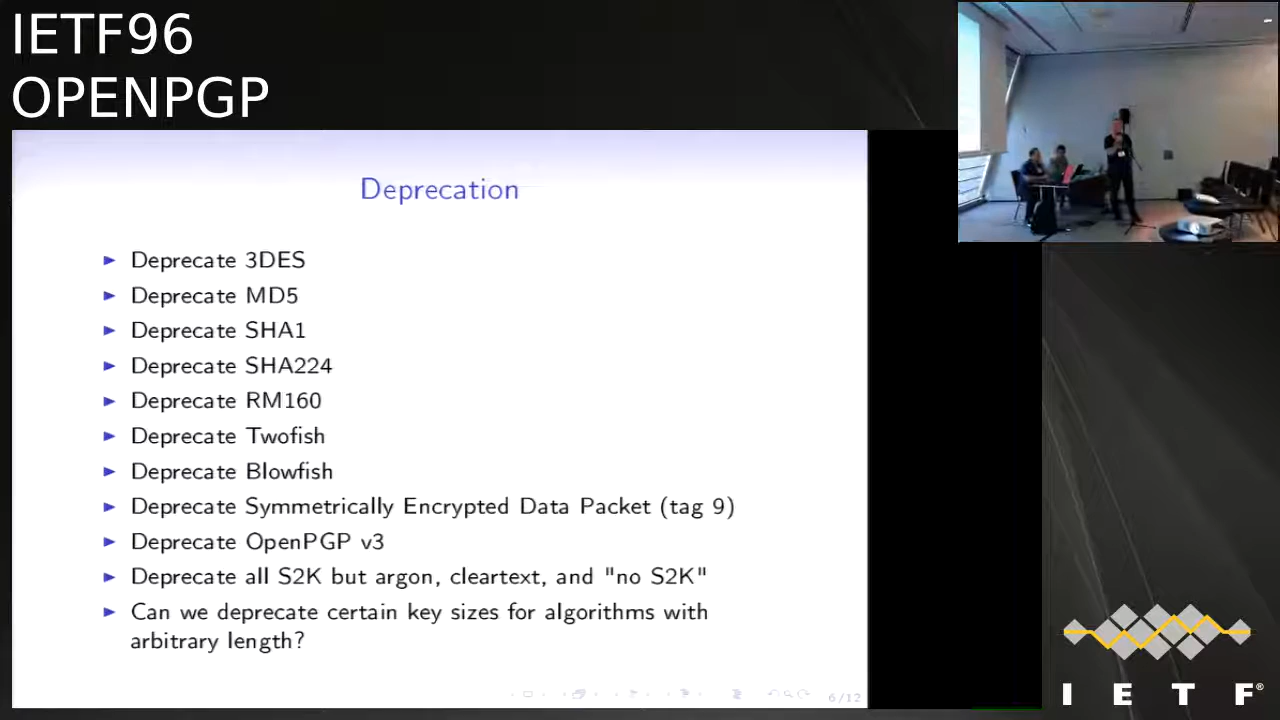 IETF96
OPENPGP
Deprecation
Deprecate 3DES
Deprecate MD5
Deprecate SHA1
Deprecate SHA224
Deprecate RM160
Deprecate Twofish
Deprecate Blowfish
Deprecate Symmetrically Encrypted Data Packet (tag 9)
Deprecate OpenPGP v3
Deprecate all S2K but argon, cleartext, and "no S2K"
Can we deprecate certain key sizes for algorithms with
arbitrary length?
6/12
I E T F®